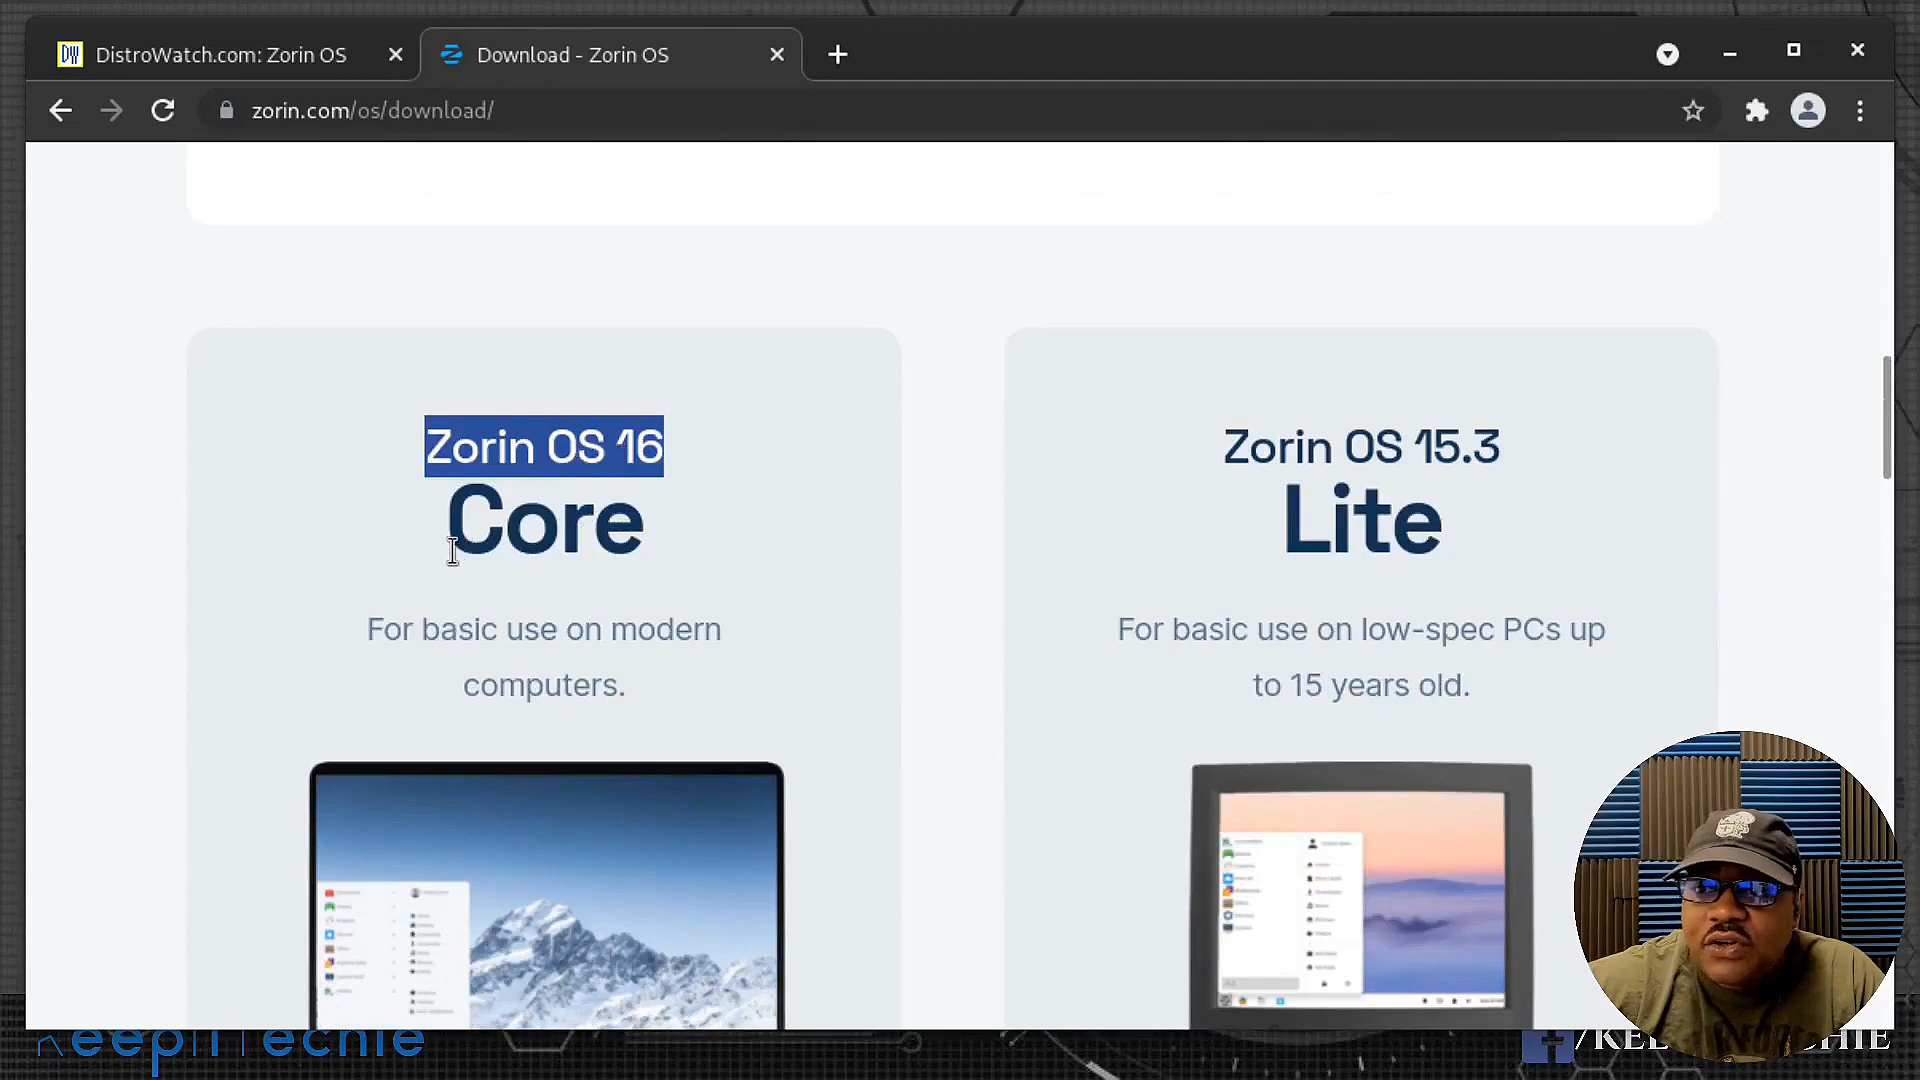 DW DistroWatch.com: Zorin OS
Download - Zorin OS
zorin.com/os/download/
Zorin OS 16
Core
For basic use on modern
computers.
Zorin OS 15.3
Lite
For basic use on low-spec PCs up
to 15 years old.